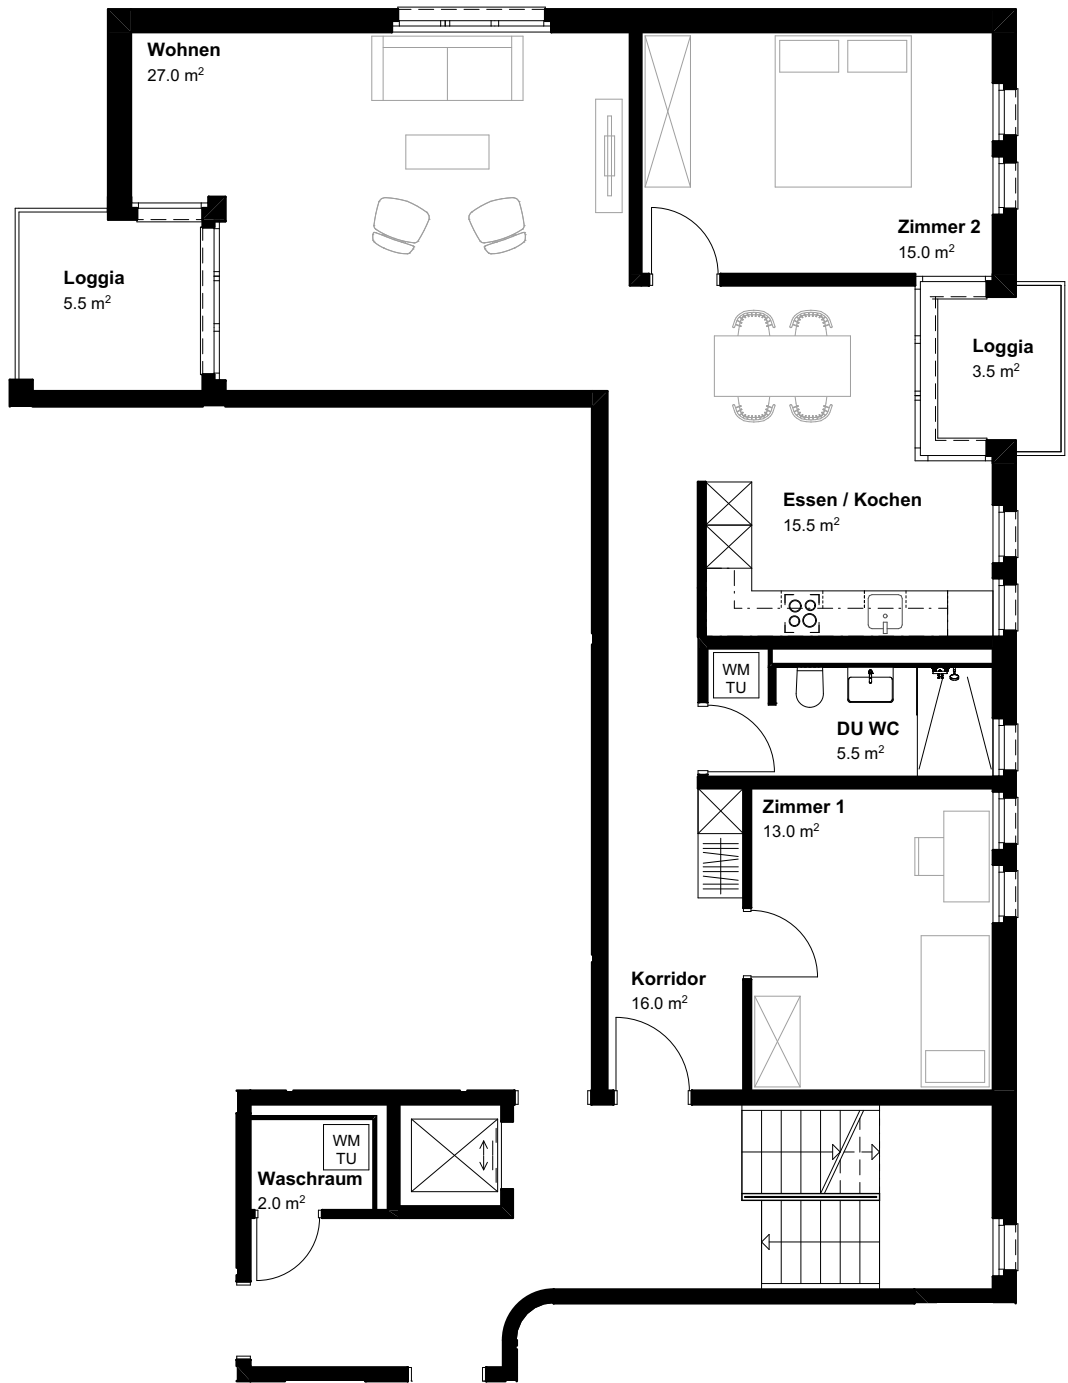 Wohnen
27.0 m²
Zimmer 2
15.0 m²
Loggia
5.5 m²
Loggia
3.5 m²
Essen / Kochen
15.5 m²
WM
TU
DU WC
5.5 m²
Zimmer 1
13.0 m²
Korridor
16.0 m²
WM
TU
Waschraum
2.0 m²